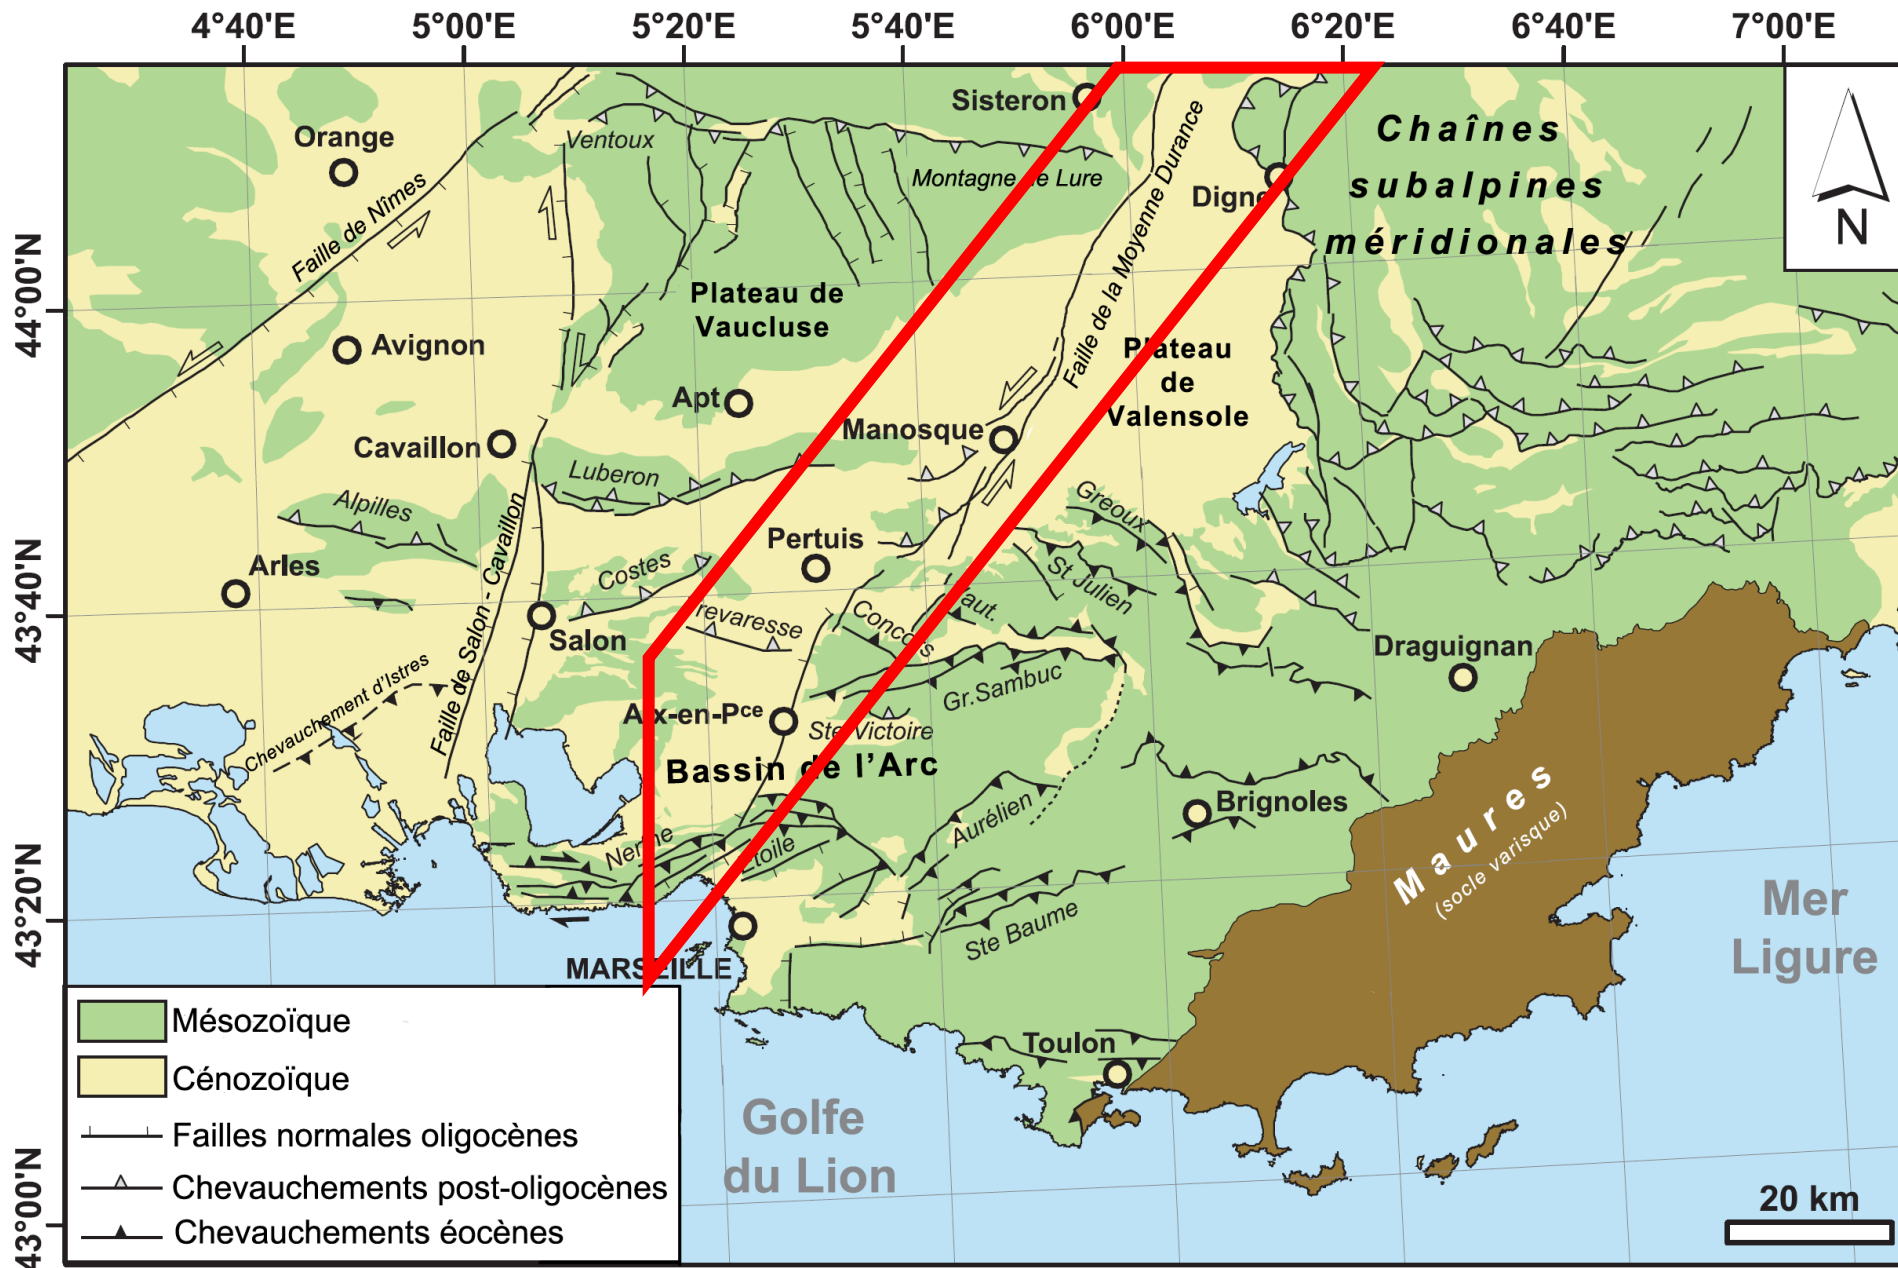 4°40'E
5°00'E
5°20'E
5°40'E
6°00'E
6°20'E
6°40'E
7°00'E
44°00'N
43°40'N
43°20'N
43°00'N
N
Sisteron
Orange
Ventoux
Montagne de Lure
Faille de Nîmes
Digne
Chaînes
subalpines
méridionales
Faille de la Moyenne Durance
Plateau de
Vaucluse
Avignon
Plateau
de
Valensole
Apt
Manosque
Cavaillon
Luberon
Alpilles
Faille de Salon - Cavaillon
Gréoux
Pertuis
Arles
Costes
St Julien
Salon
Trevaresse
Concors
Vaut.
Draguignan
Chevauchement d'Istres
Gr.Sambuc
Aix-en-Pce
Ste Victoire
Bassin de l'Arc
Brignoles
Aurélien
Nerthe
Etoile
Maures
(socle varisque)
Ste Baume
Mer
Ligure
MARSEILLE
Toulon
Golfe
du Lion
Mésozoïque
Cénozoïque
Failles normales oligocènes
Chevauchements post-oligocènes
Chevauchements éocènes
20 km